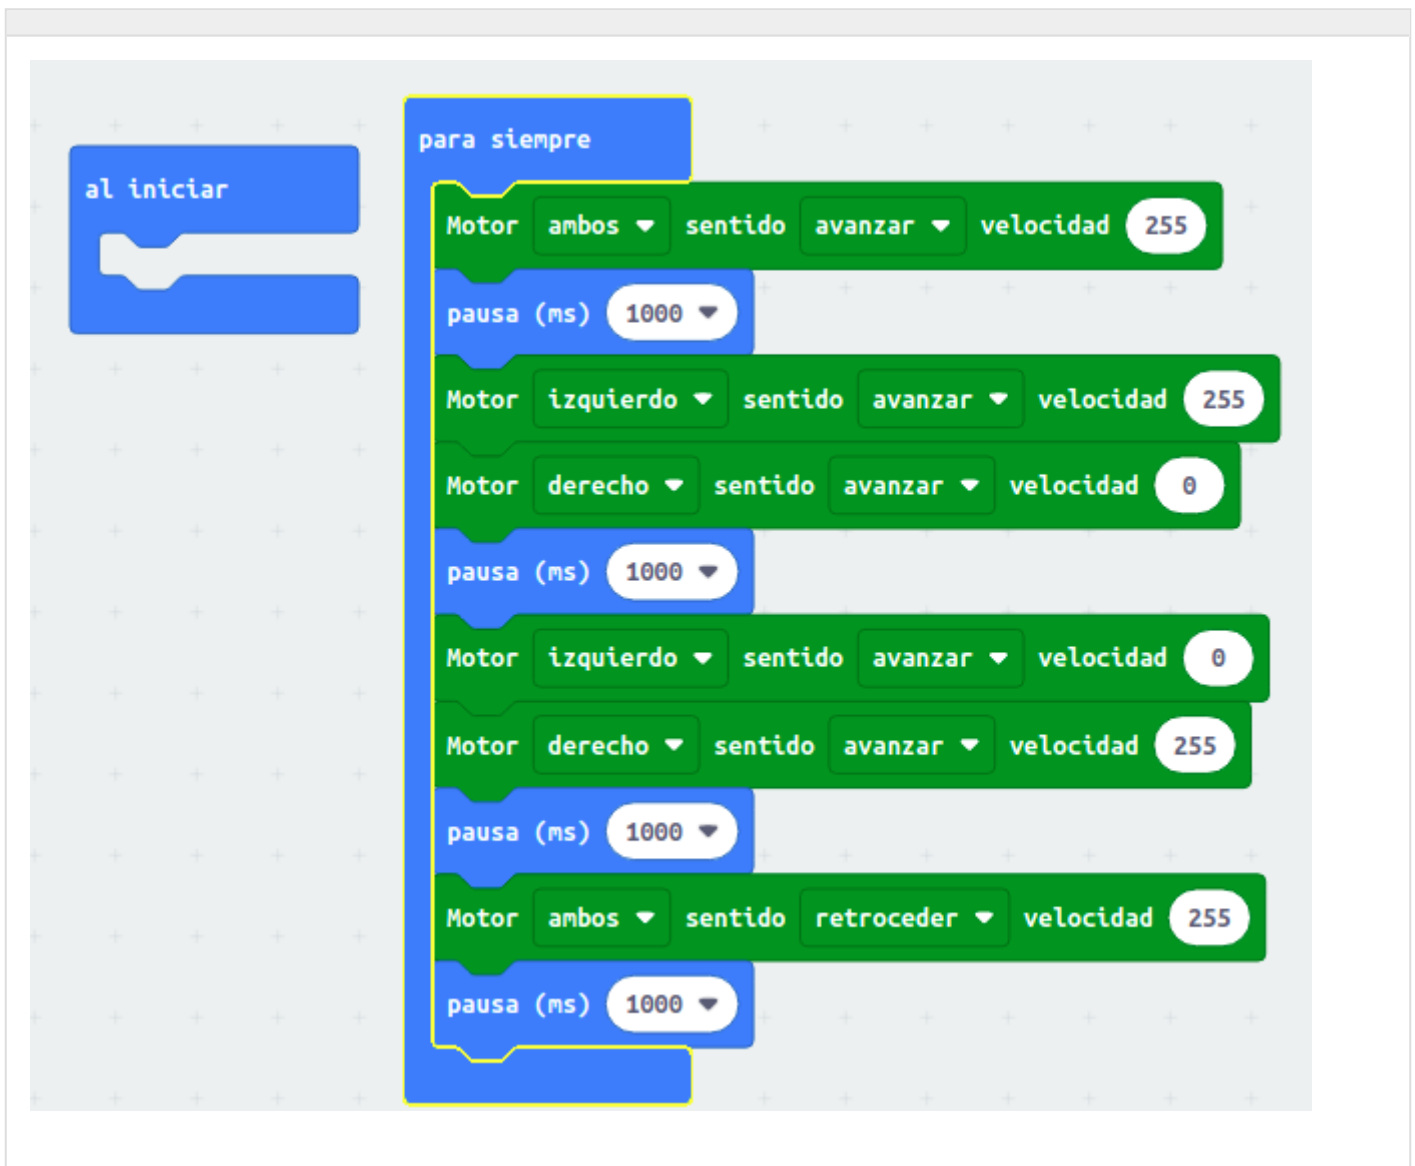 al iniciar
para siempre
Motor ambos sentido avanzar velocidad 255
pausa (ms) 1000
Motor izquierdo sentido avanzar velocidad 255
Motor derecho sentido avanzar velocidad 0
pausa (ms) 1000
Motor izquierdo sentido avanzar velocidad 0
Motor derecho sentido avanzar velocidad 255
pausa (ms) 1000
Motor ambos sentido retroceder velocidad 255
pausa (ms) 1000